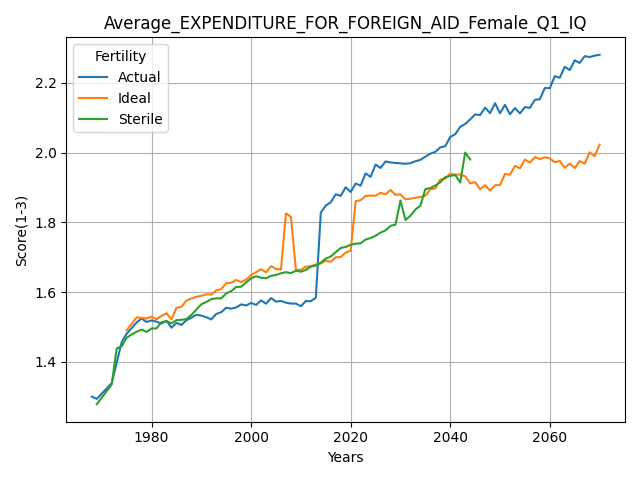 Average_EXPENDITURE_FOR_FOREIGN_AID_Female_Q1_IQ
Fertility
Actual
Ideal
Sterile
2.2
2.0
1.8
1.6
1.4
Score(1-3)
1980
2000
2020
2040
2060
Years